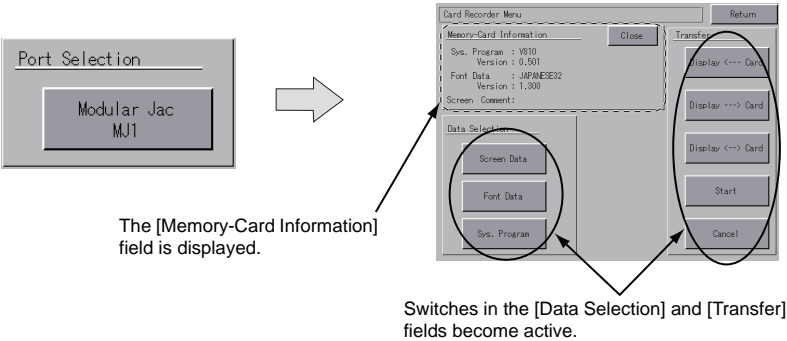 Port Selection
Modular Jac
MJ1
The [Memory-Card Information]
field is displayed.
Card Recorder Menu
Return
Memory-Card Information
Close
Sys. Program : V810
Version : 0.501
Font Data : JAPANESE32
Version : 1.300
Screen Comment:
Data Selection
Screen Data
Font Data
Sys. Program
Transfer
Display <--- Card
Display ---> Card
Display <--> Card
Start
Cancel
Switches in the [Data Selection] and [Transfer]
fields become active.